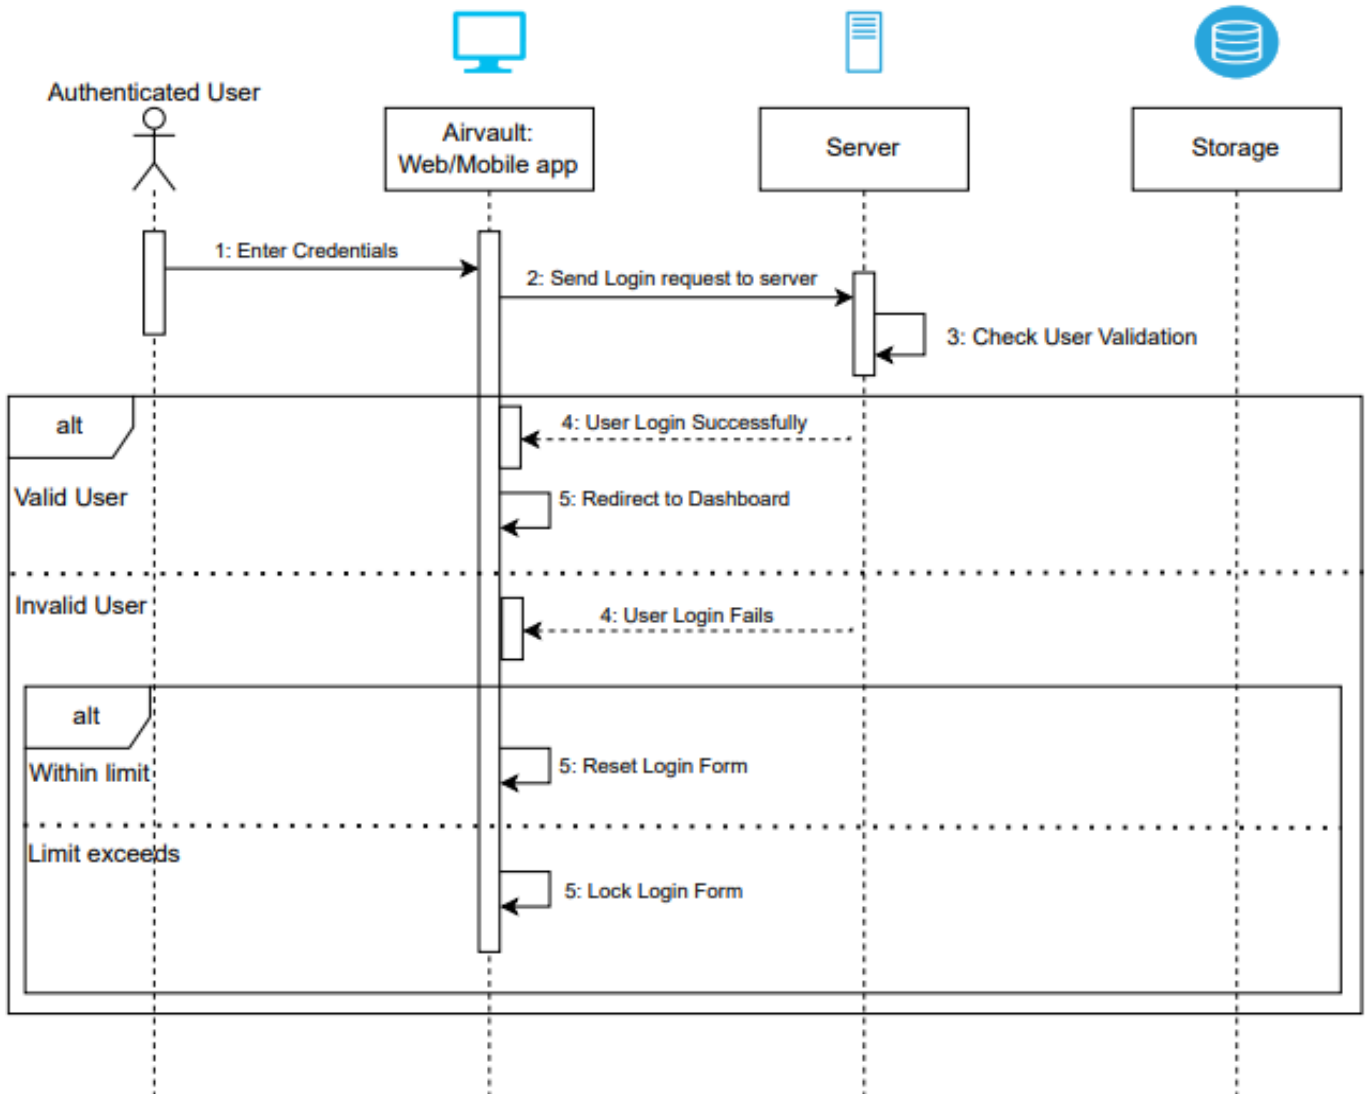 Authenticated User
Airvault:
Web/Mobile app
Server
Storage
1: Enter Credentials
2: Send Login request to server
3: Check User Validation
alt
4: User Login Successfully
Valid User
5: Redirect to Dashboard
Invalid User
4: User Login Fails
alt
Within limit
5: Reset Login Form
Limit exceeds
5: Lock Login Form